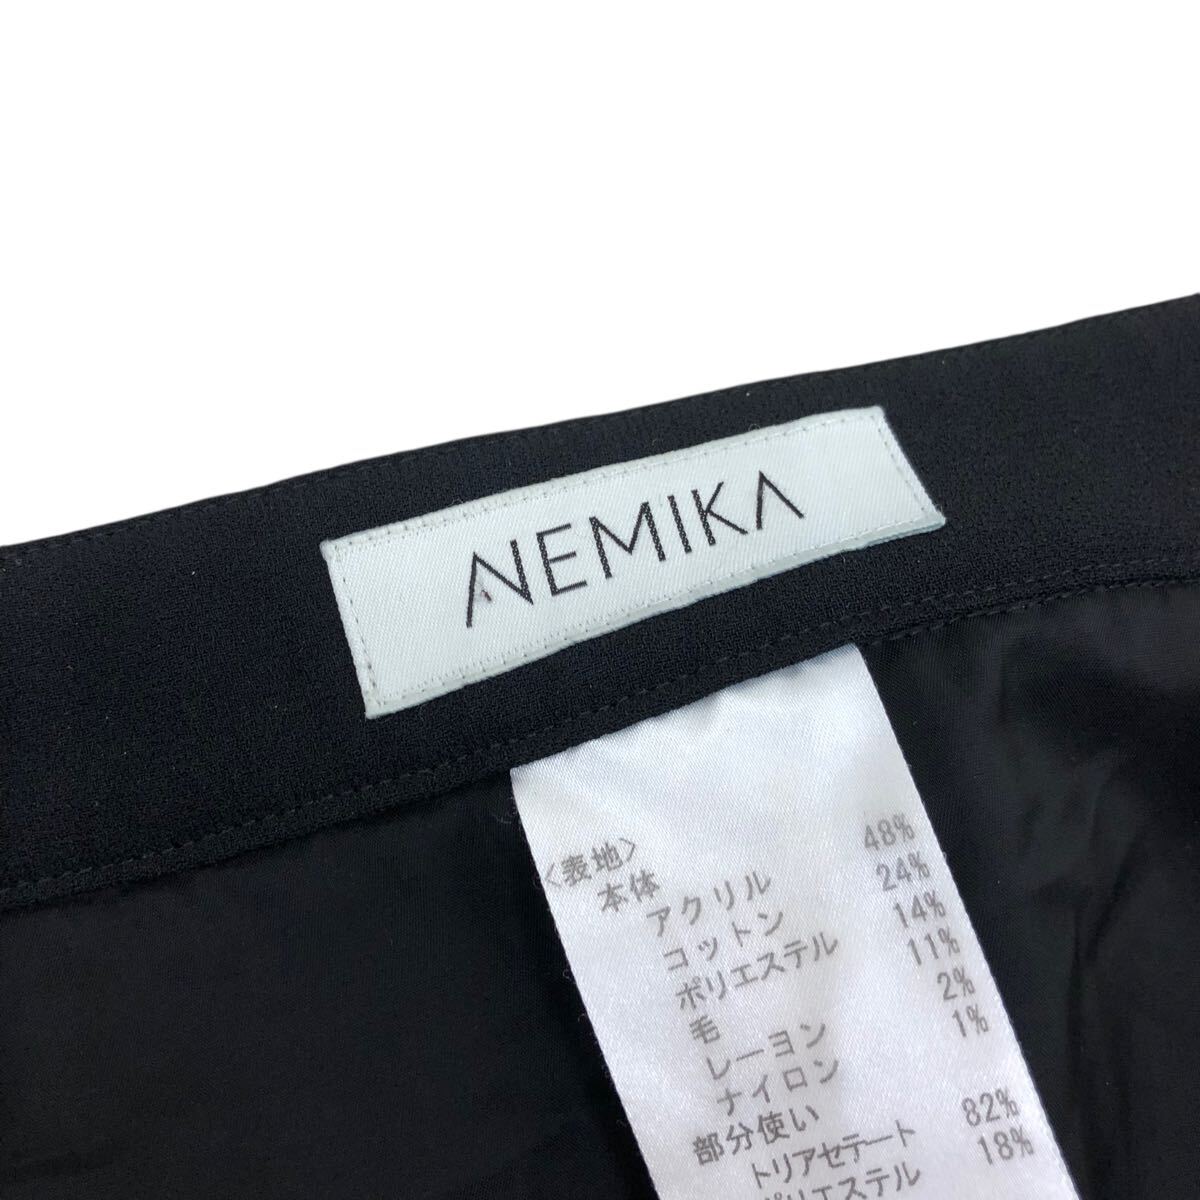 NEMIKA
〈表地〉
本体
アクリル 48%
コットン 24%
ポリエステル 14%
毛 11%
レーヨン 2%
ナイロン 1%
部分使い
トリアセテート 82%
ポリエステル 18%